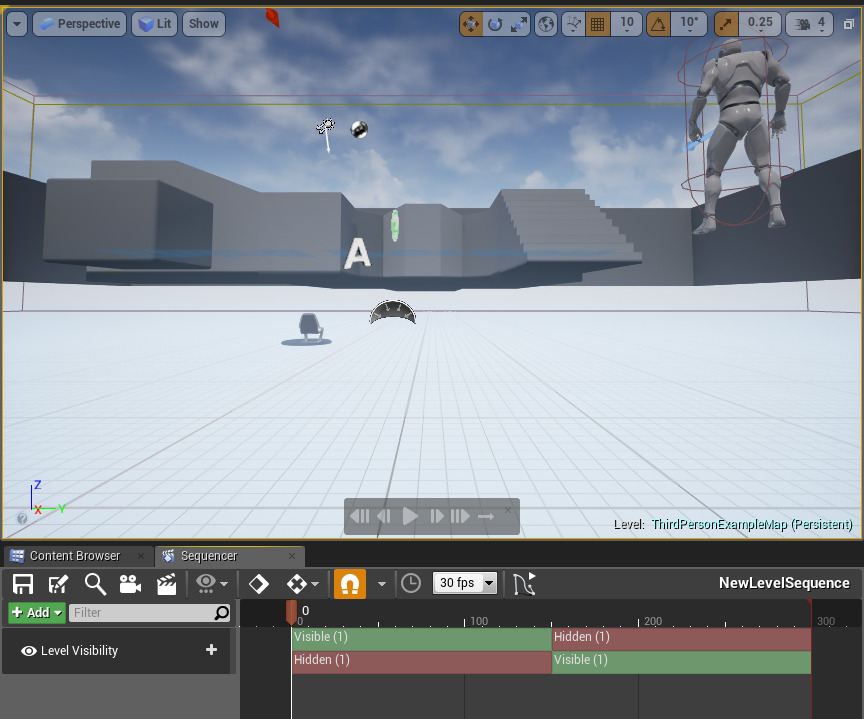 Perspective Lit Show 10 10° 0.25 4
A
Z
X Y
Level: ThirdPersonExampleMap (Persistent)
Content Browser Sequencer
30 fps NewLevelSequence
+ Add Filter 0
0 100 200 300
Level Visibility
Visible (1) Hidden (1)
Hidden (1) Visible (1)